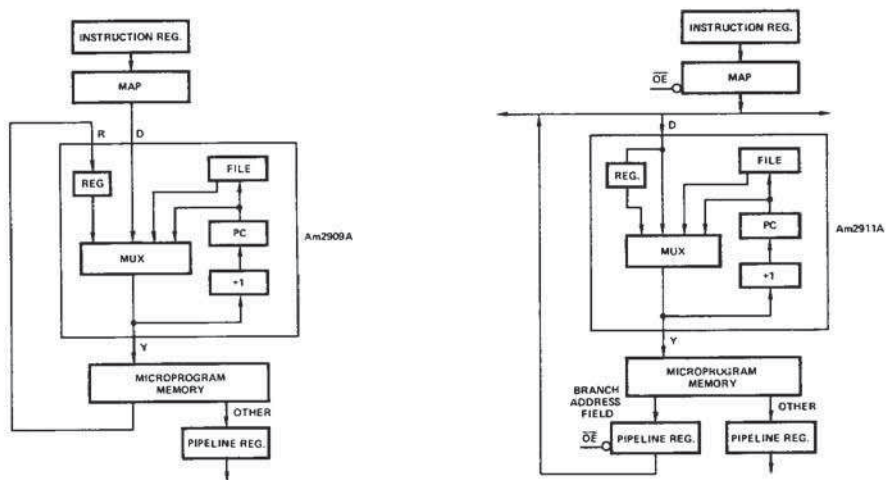 INSTRUCTION REG.
MAP
R
D
REG
FILE
PC
MUX
+1
Am2909A
Y
MICROPROGRAM
MEMORY
OTHER
PIPELINE REG.
INSTRUCTION REG.
OE
MAP
D
REG.
FILE
PC
MUX
+1
Am2911A
Y
MICROPROGRAM
MEMORY
BRANCH
ADDRESS
FIELD
OTHER
OE
PIPELINE REG.
PIPELINE REG.